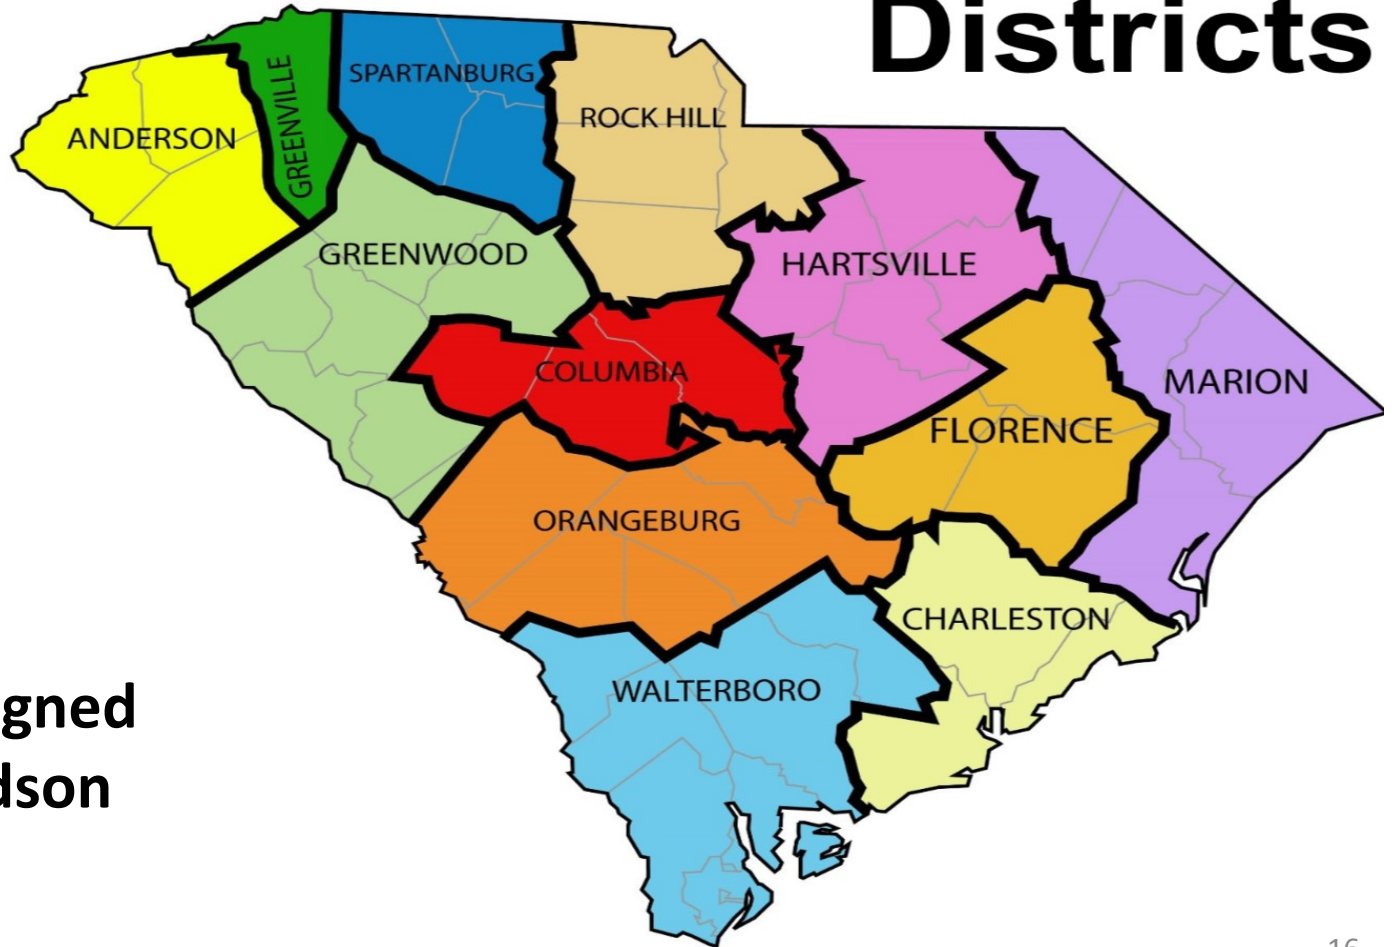 Districts
SPARTANBURG
GREENVILLE
ROCK HILL
ANDERSON
GREENWOOD
HARTSVILLE
COLUMBIA
MARION
FLORENCE
ORANGEBURG
CHARLESTON
WALTERBORO
gned
dson